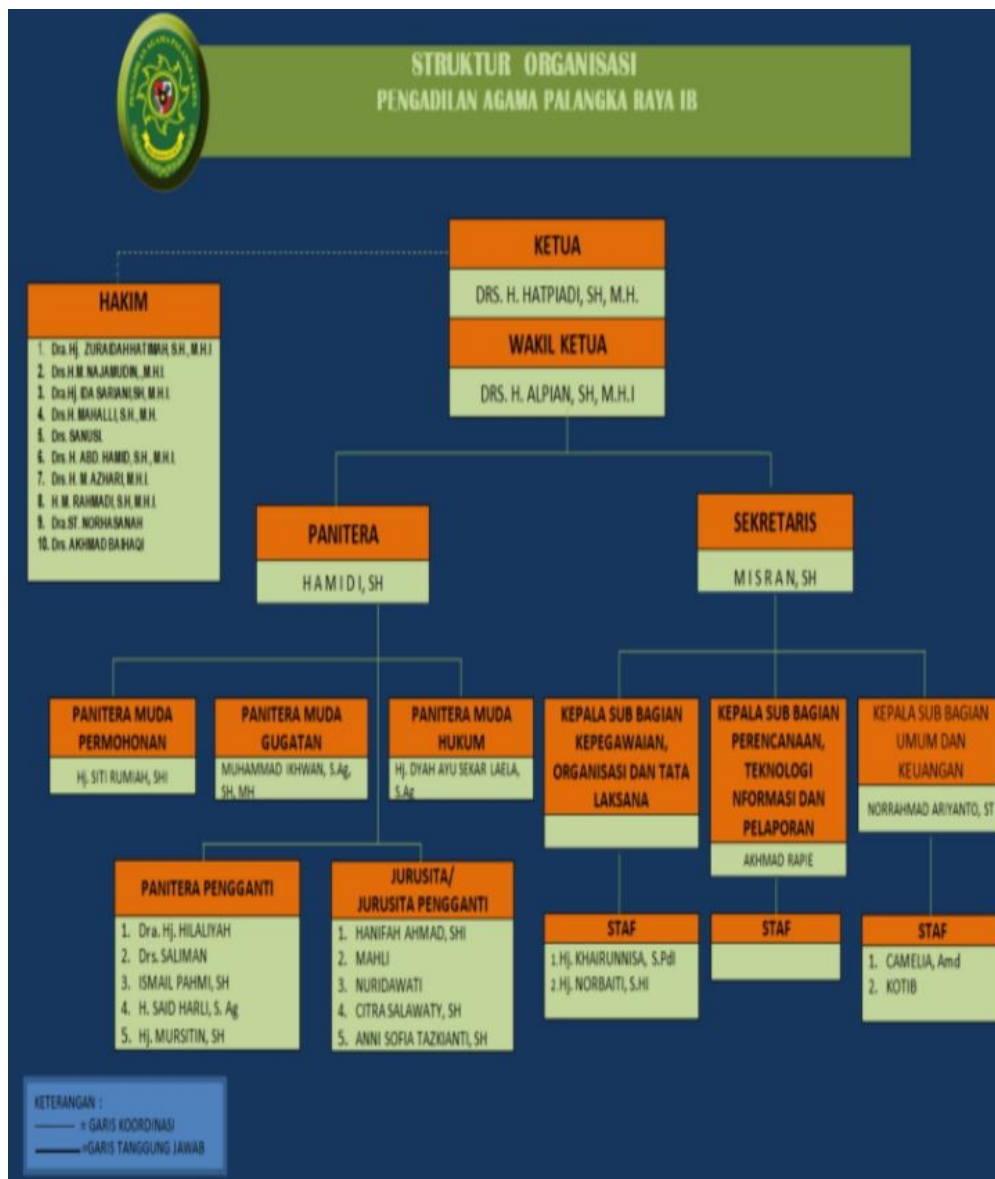 PENGADILAN AGAMA PALANGKA RAYA
STRUKTUR ORGANISASI
PENGADILAN AGAMA PALANGKA RAYA IB
KETUA
DRS. H. HATPIADI, SH, M.H.
WAKIL KETUA
DRS. H. ALPIAN, SH, M.H.I
HAKIM
1. Dra. Hj. ZURAIDAH HATIMAH, S.H., M.H.I
2. Drs.H.M. NAJAMUDIN, ,M.H.I.
3. Dra.Hj. IDA SARIANI,SH, M.H.I.
4. Drs.H. MAHALLI, S.H., M.H.
5. Drs. SANUSI.
6. Drs. H. ABD. HAMID, S.H., M.H.I.
7. Drs. H. M. AZHARI, M.H.I.
8. H. M. RAHMADI, S.H, M.H.I.
9. Dra.ST. NORHASANAH
10. Drs. AKHMAD BAIHAQI
PANITERA
H A M I D I, SH
SEKRETARIS
M I S R A N, SH
PANITERA MUDA
PERMOHONAN
Hj. SITI RUMIAH, SHI
PANITERA MUDA
GUGATAN
MUHAMMAD IKHWAN, S.Ag,
SH, MH
PANITERA MUDA
HUKUM
Hj. DYAH AYU SEKAR LAELA,
S.Ag
KEPALA SUB BAGIAN
KEPEGAWAIAN,
ORGANISASI DAN TATA
LAKSANA
KEPALA SUB BAGIAN
PERENCANAAN,
TEKNOLOGI
NFORMASI DAN
PELAPORAN
AKHMAD RAPIE
KEPALA SUB BAGIAN
UMUM DAN
KEUANGAN
NORRAHMAD ARIYANTO, ST
PANITERA PENGGANTI
1. Dra. Hj. HILALIYAH
2. Drs. SALIMAN
3. ISMAIL PAHMI, SH
4. H. SAID HARLI, S. Ag
5. Hj. MURSITIN, SH
JURUSITA/
JURUSITA PENGGANTI
1. HANIFAH AHMAD, SHI
2. MAHLI
3. NURIDAWATI
4. CITRA SALAWATY, SH
5. ANNI SOFIA TAZKIANTI, SH
STAF
1. Hj. KHAIRUNNISA, S.PdI
2. Hj. NORBAITI, S.HI
STAF
STAF
1. CAMELIA, Amd
2. KOTIB
KETERANGAN :
= GARIS KOORDINASI
=GARIS TANGGUNG JAWAB